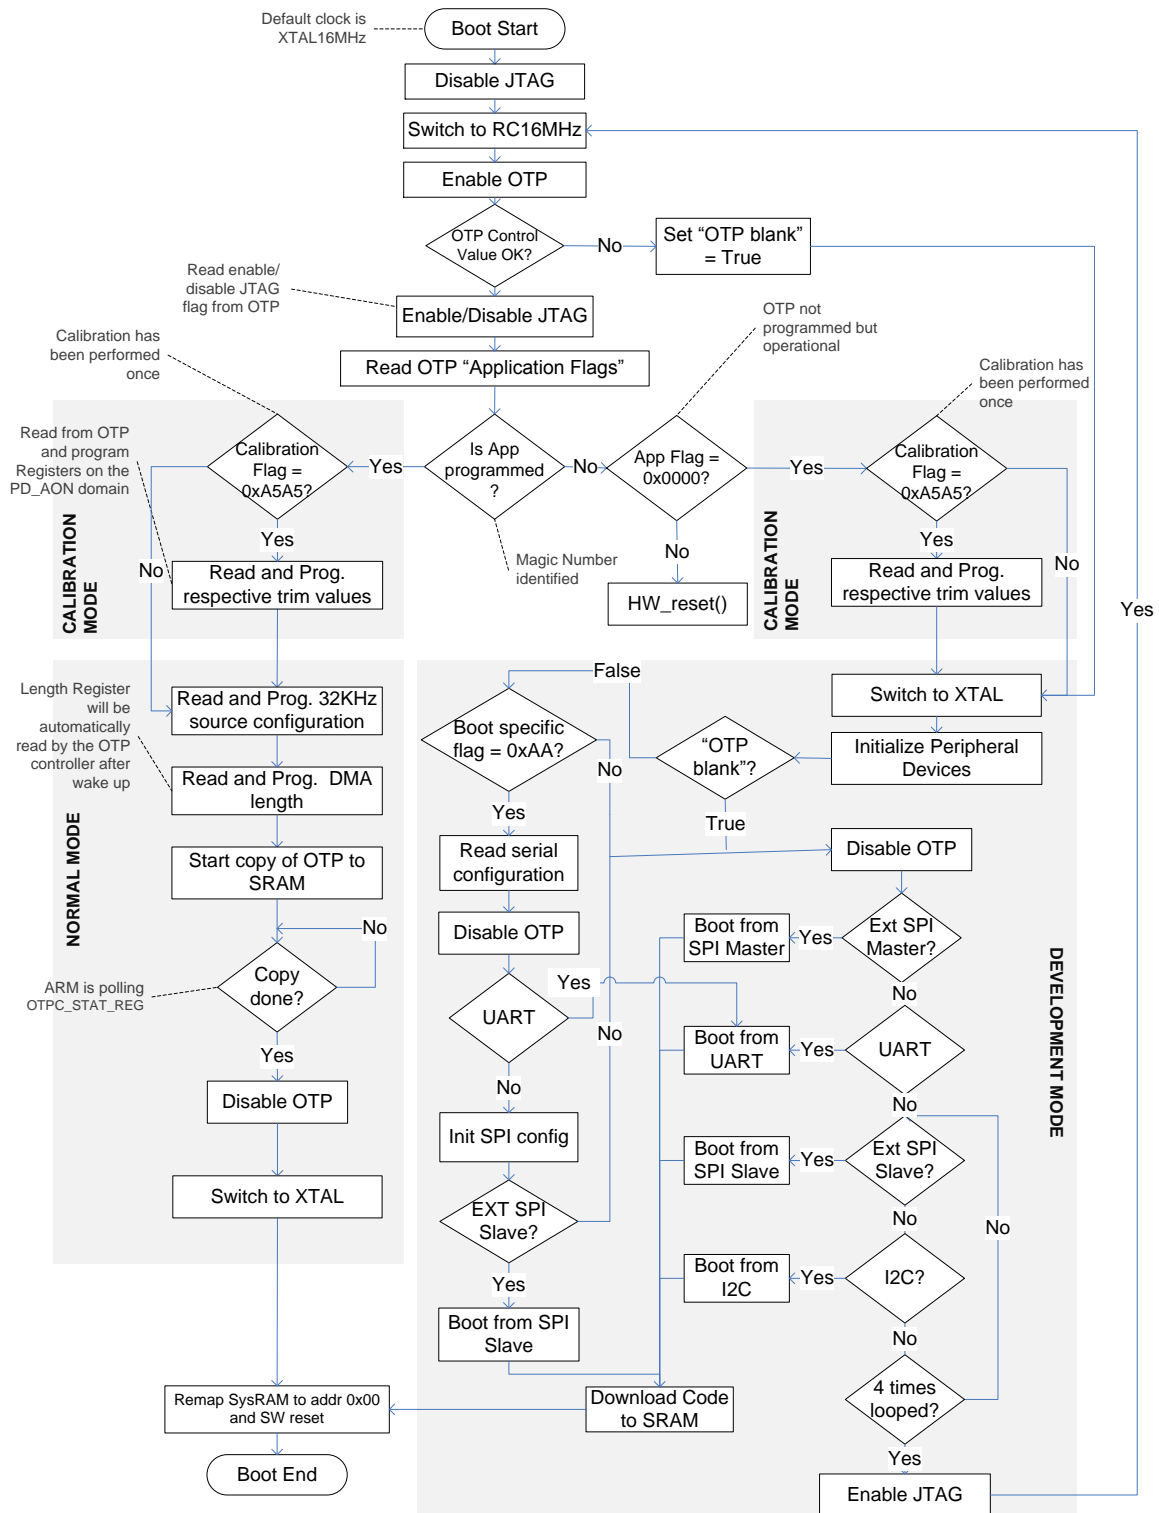 Default clock is
XTAL16MHz
Boot Start
Disable JTAG
Switch to RC16MHz
Enable OTP
OTP Control
Value OK?
No
Set “OTP blank”
= True
Read enable/
disable JTAG
flag from OTP
Enable/Disable JTAG
OTP not
programmed but
operational
Calibration has
been performed
once
Read OTP “Application Flags”
Calibration has
been performed
once
Read from OTP
and program
Registers on the
PD_AON domain
Calibration
Flag =
0xA5A5?
Yes
Is App
programmed
?
No
App Flag =
0x0000?
Yes
Calibration
Flag =
0xA5A5?
Yes
No
Read and Prog.
respective trim values
CALIBRATION
MODE
Magic Number
identified
No
HW_reset()
Yes
No
Read and Prog.
respective trim values
CALIBRATION
MODE
Yes
Length Register
will be
automatically
read by the OTP
controller after
wake up
Read and Prog. 32KHz
source configuration
Read and Prog.  DMA
length
Start copy of OTP to
SRAM
No
Copy
done?
ARM is polling
OTPC_STAT_REG
Yes
Disable OTP
Switch to XTAL
NORMAL MODE
False
Switch to XTAL
Initialize Peripheral
Devices
“OTP
blank”?
True
Boot specific
flag = 0xAA?
No
Yes
Read serial
configuration
Disable OTP
Disable OTP
UART
Yes
No
No
Init SPI config
EXT SPI
Slave?
Yes
Boot from SPI
Slave
Ext SPI
Master?
Yes
Boot from
SPI Master
No
UART
Yes
Boot from
UART
No
Ext SPI
Slave?
Yes
Boot from
SPI Slave
No
No
I2C?
Yes
Boot from
I2C
No
4 times
looped?
Yes
Enable JTAG
DEVELOPMENT MODE
Download Code
to SRAM
Remap SysRAM to addr 0x00
and SW reset
Boot End